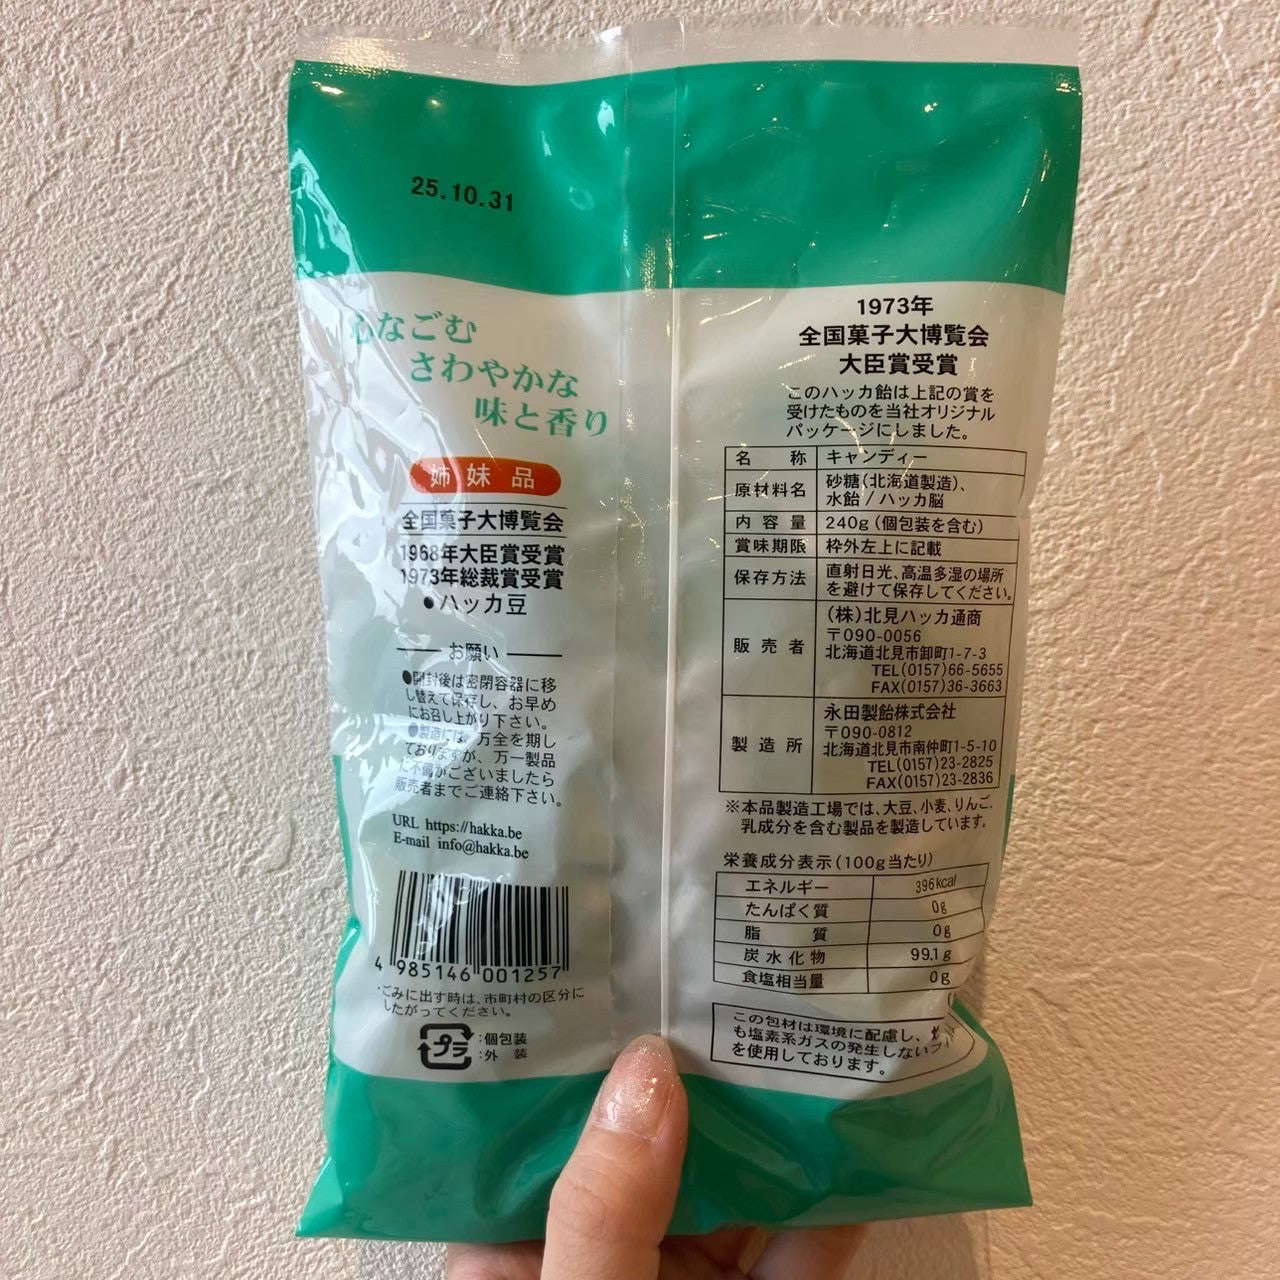 25.10.31
心なごむ
さわやかな
味と香り
姉妹品
全国菓子大博覧会
1968年大臣賞受賞
1973年総裁賞受賞
●ハッカ豆
お願い
●開封後は密閉容器に移
し替えて保存し、お早め
にお召し上がり下さい。
●製造には、万全を期し
ておりますが、万一製品
に不備がございましたら
販売者までご連絡下さい。
URL https://hakka.be
E-mail info@hakka.be
4 985146 001257
・ごみに出す時は、市町村の区分に
したがってください。
プラ
:個包装
:外 装
1973年
全国菓子大博覧会
大臣賞受賞
このハッカ飴は上記の賞を
受けたものを当社オリジナル
パッケージにしました。
名 称 キャンディー
原材料名 砂糖(北海道製造)、
水飴 / ハッカ脳
内容量 240g(個包装を含む)
賞味期限 枠外左上に記載
保存方法 直射日光、高温多湿の場所
を避けて保存してください。
販売者 (株)北見ハッカ通商
〒090-0056
北海道北見市卸町1-7-3
TEL(0157)66-5655
FAX(0157)36-3663
製造所 永田製飴株式会社
〒090-0812
北海道北見市南仲町1-5-10
TEL(0157)23-2825
FAX(0157)23-2836
※本品製造工場では、大豆、小麦、りんご、
乳成分を含む製品を製造しています。
栄養成分表示(100g当たり)
エネルギー 396kcal
たんぱく質 0g
脂質 0g
炭水化物 99.1g
食塩相当量 0g
この包材は環境に配慮し、
も塩素系ガスの発生しない
を使用しております。